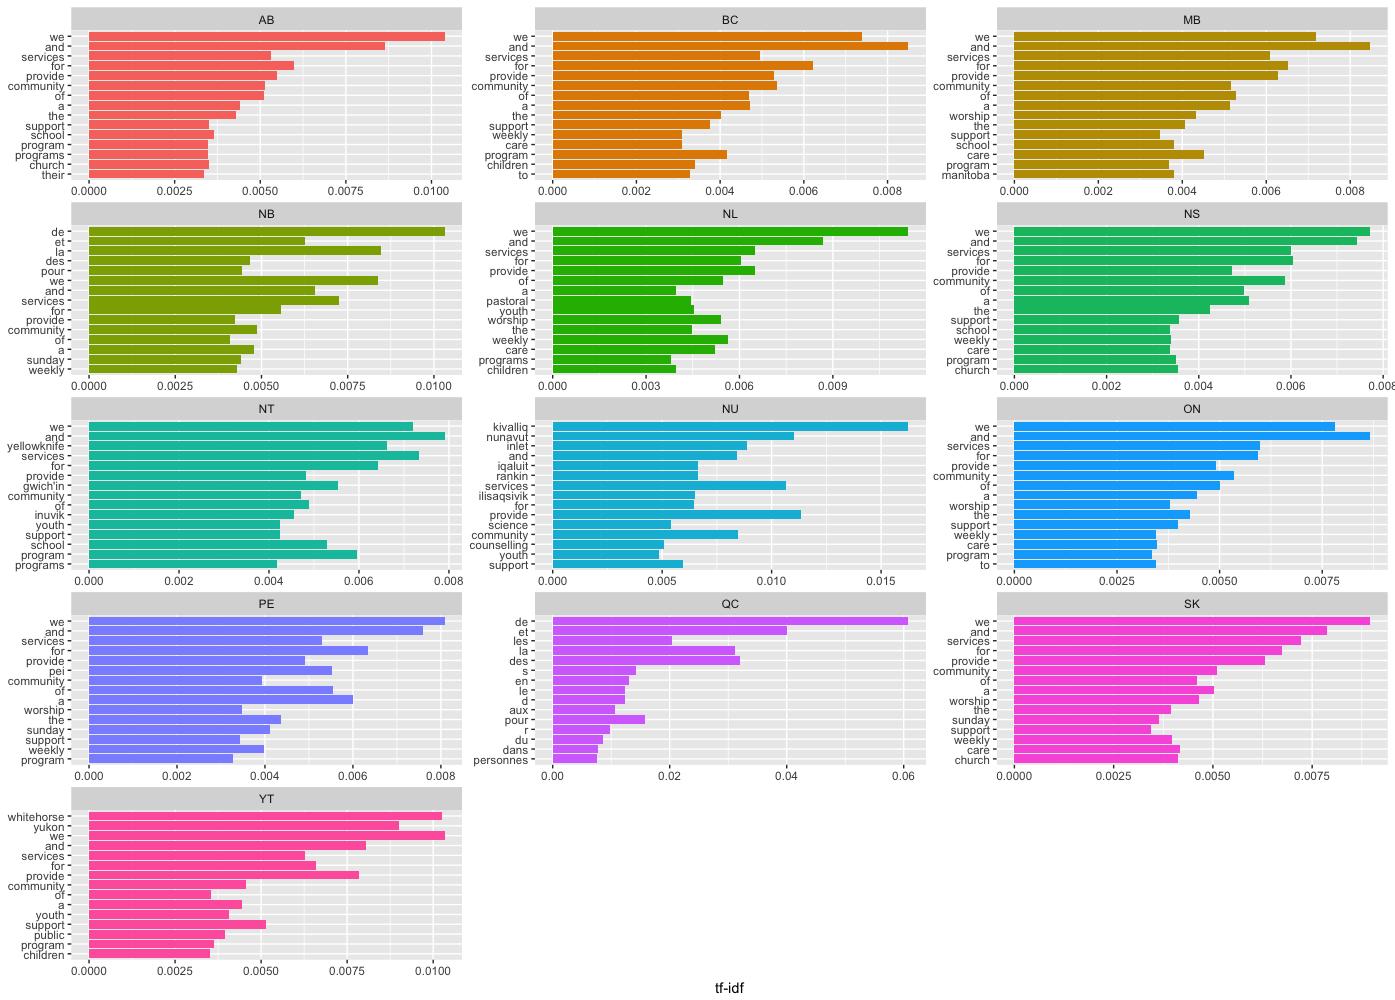 AB
we
and
services
for
provide
community
of
a
the
support
school
program
programs
church
their
0.0000 0.0025 0.0050 0.0075 0.0100
BC
we
and
services
for
provide
community
of
a
the
support
weekly
care
program
children
to
0.000 0.002 0.004 0.006 0.008
MB
we
and
services
for
provide
community
of
a
worship
the
support
school
care
program
manitoba
0.000 0.002 0.004 0.006 0.008
NB
de
et
la
des
pour
we
and
services
for
provide
community
of
a
sunday
weekly
0.0000 0.0025 0.0050 0.0075 0.0100
NL
we
and
services
for
provide
of
a
pastoral
youth
worship
the
weekly
care
programs
children
0.000 0.003 0.006 0.009
NS
we
and
services
for
provide
community
of
a
the
support
school
weekly
care
program
church
0.000 0.002 0.004 0.006 0.008
NT
we
and
yellowknife
services
for
provide
gwich'in
community
of
inuvik
youth
support
school
program
programs
0.000 0.002 0.004 0.006 0.008
NU
kivalliq
nunavut
inlet
and
iqaluit
rankin
services
ilisaqsivik
for
provide
science
community
counselling
youth
support
0.000 0.005 0.010 0.015
ON
we
and
services
for
provide
community
of
a
worship
the
support
weekly
care
program
to
0.0000 0.0025 0.0050 0.0075
PE
we
and
services
for
provide
pei
community
of
a
worship
the
sunday
support
weekly
program
0.000 0.002 0.004 0.006 0.008
QC
de
et
les
la
des
s
en
le
d
aux
pour
r
du
dans
personnes
0.00 0.02 0.04 0.06
SK
we
and
services
for
provide
community
of
a
worship
the
sunday
support
weekly
care
church
0.0000 0.0025 0.0050 0.0075
YT
whitehorse
yukon
we
and
services
for
provide
community
of
a
youth
support
public
program
children
0.0000 0.0025 0.0050 0.0075 0.0100
tf-idf